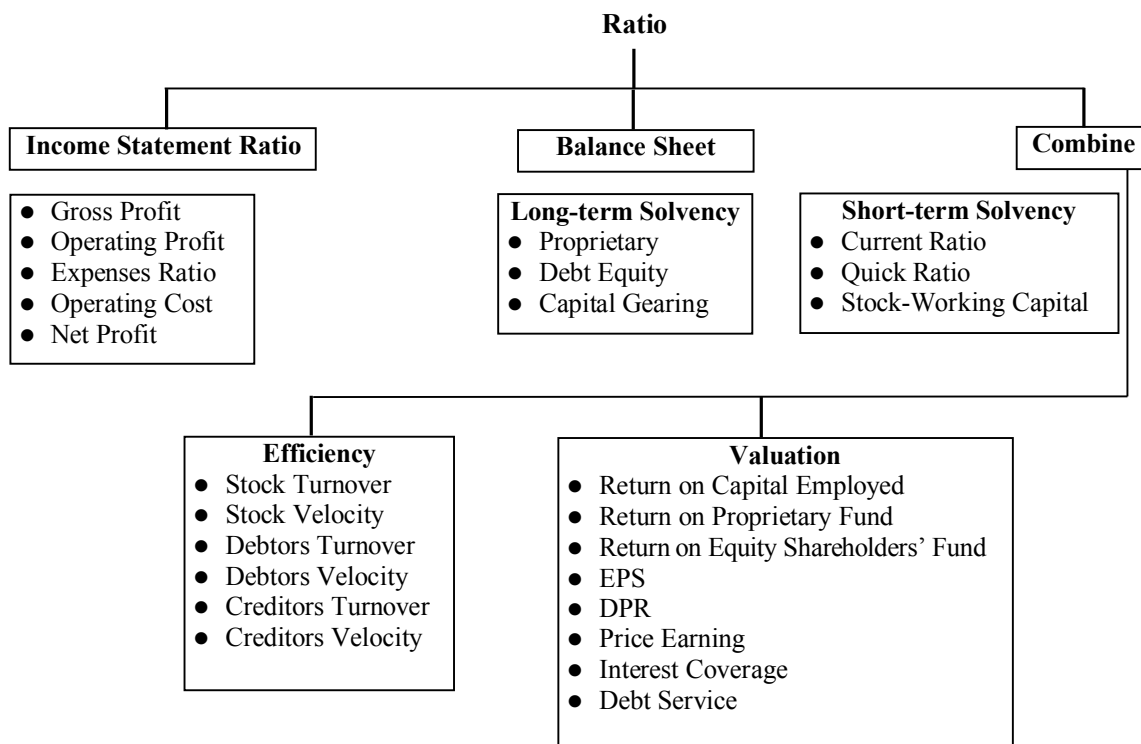 Ratio
Income Statement Ratio
Balance Sheet
Combine
● Gross Profit
● Operating Profit
● Expenses Ratio
● Operating Cost
● Net Profit
Long-term Solvency
● Proprietary
● Debt Equity
● Capital Gearing
Short-term Solvency
● Current Ratio
● Quick Ratio
● Stock-Working Capital
Efficiency
● Stock Turnover
● Stock Velocity
● Debtors Turnover
● Debtors Velocity
● Creditors Turnover
● Creditors Velocity
Valuation
● Return on Capital Employed
● Return on Proprietary Fund
● Return on Equity Shareholders’ Fund
● EPS
● DPR
● Price Earning
● Interest Coverage
● Debt Service